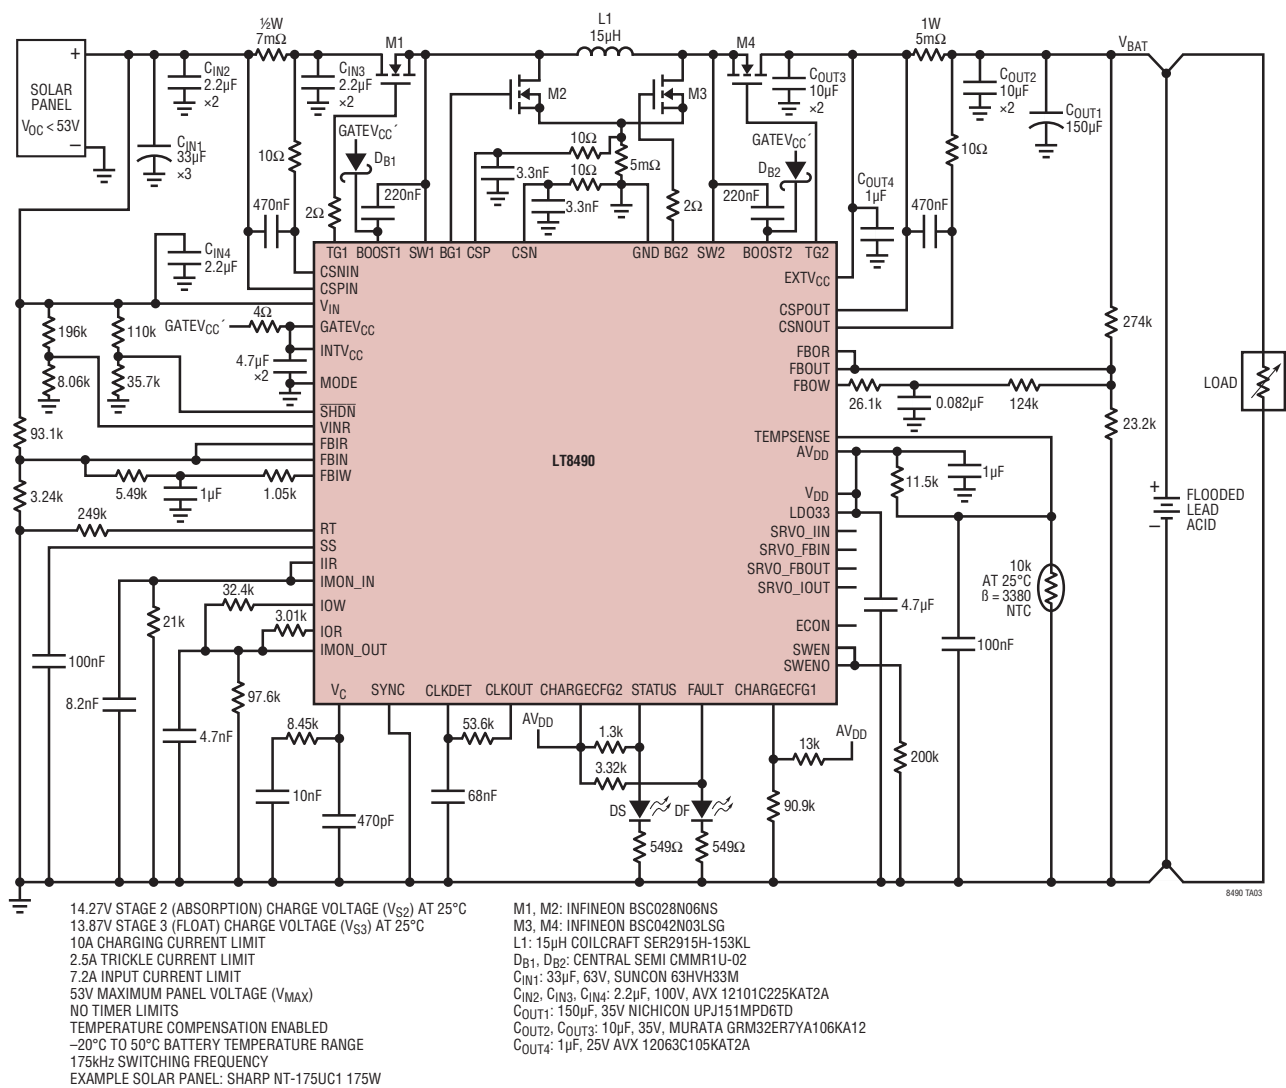 ½W
7mΩ
L1
15µH
1W
5mΩ
SOLAR
PANEL
VOC < 53V
+
−
CIN2
2.2µF
×2
CIN3
2.2µF
×2
M1
M4
COUT3
10µF
×2
VBAT
COUT2
10µF
×2
COUT1
150µF
CIN1
33µF
×3
M2
M3
GATEVCC´
DB1
10Ω
10Ω
10Ω
5mΩ
GATEVCC´
DB2
10Ω
3.3nF
3.3nF
COUT4
1µF
470nF
2Ω
220nF
2Ω
220nF
470nF
CIN4
2.2µF
TG1 BOOST1 SW1 BG1 CSP CSN GND BG2 SW2 BOOST2 TG2
CSNIN
CSPIN
VIN
GATEVCC
INTVCC
MODE
SHDN
VINR
FBIR
FBIN
FBIW
RT
SS
IIR
IMON_IN
IOW
IOR
IMON_OUT
EXTVCC
CSPOUT
CSNOUT
FBOR
FBOUT
FBOW
TEMPSENSE
AVDD
VDD
LDO33
SRVO_IIN
SRVO_FBIN
SRVO_FBOUT
SRVO_IOUT
ECON
SWEN
SWENO
LT8490
VC SYNC CLKDET CLKOUT CHARGECFG2 STATUS FAULT CHARGECFG1
196k
110k
GATEVCC´
4Ω
8.06k
35.7k
4.7µF
×2
93.1k
3.24k
5.49k
1µF
1.05k
249k
32.4k
3.01k
21k
100nF
8.2nF
4.7nF
97.6k
8.45k
10nF
470pF
53.6k
68nF
AVDD
1.3k
3.32k
DS
DF
549Ω
549Ω
13k
AVDD
90.9k
200k
274k
26.1k
0.082µF
124k
23.2k
LOAD
11.5k
1µF
+
−
FLOODED
LEAD
ACID
10k
AT 25°C
ß = 3380
NTC
4.7µF
100nF
8490 TA03
14.27V STAGE 2 (ABSORPTION) CHARGE VOLTAGE (VS2) AT 25°C
13.87V STAGE 3 (FLOAT) CHARGE VOLTAGE (VS3) AT 25°C
10A CHARGING CURRENT LIMIT
2.5A TRICKLE CURRENT LIMIT
7.2A INPUT CURRENT LIMIT
53V MAXIMUM PANEL VOLTAGE (VMAX)
NO TIMER LIMITS
TEMPERATURE COMPENSATION ENABLED
–20°C TO 50°C BATTERY TEMPERATURE RANGE
175kHz SWITCHING FREQUENCY
EXAMPLE SOLAR PANEL: SHARP NT-175UC1 175W
M1, M2: INFINEON BSC028N06NS
M3, M4: INFINEON BSC042N03LSG
L1: 15µH COILCRAFT SER2915H-153KL
DB1, DB2: CENTRAL SEMI CMMR1U-02
CIN1: 33µF, 63V, SUNCON 63HVH33M
CIN2, CIN3, CIN4: 2.2µF, 100V, AVX 12101C225KAT2A
COUT1: 150µF, 35V NICHICON UPJ151MPD6TD
COUT2, COUT3: 10µF, 35V, MURATA GRM32ER7YA106KA12
COUT4: 1µF, 25V AVX 12063C105KAT2A